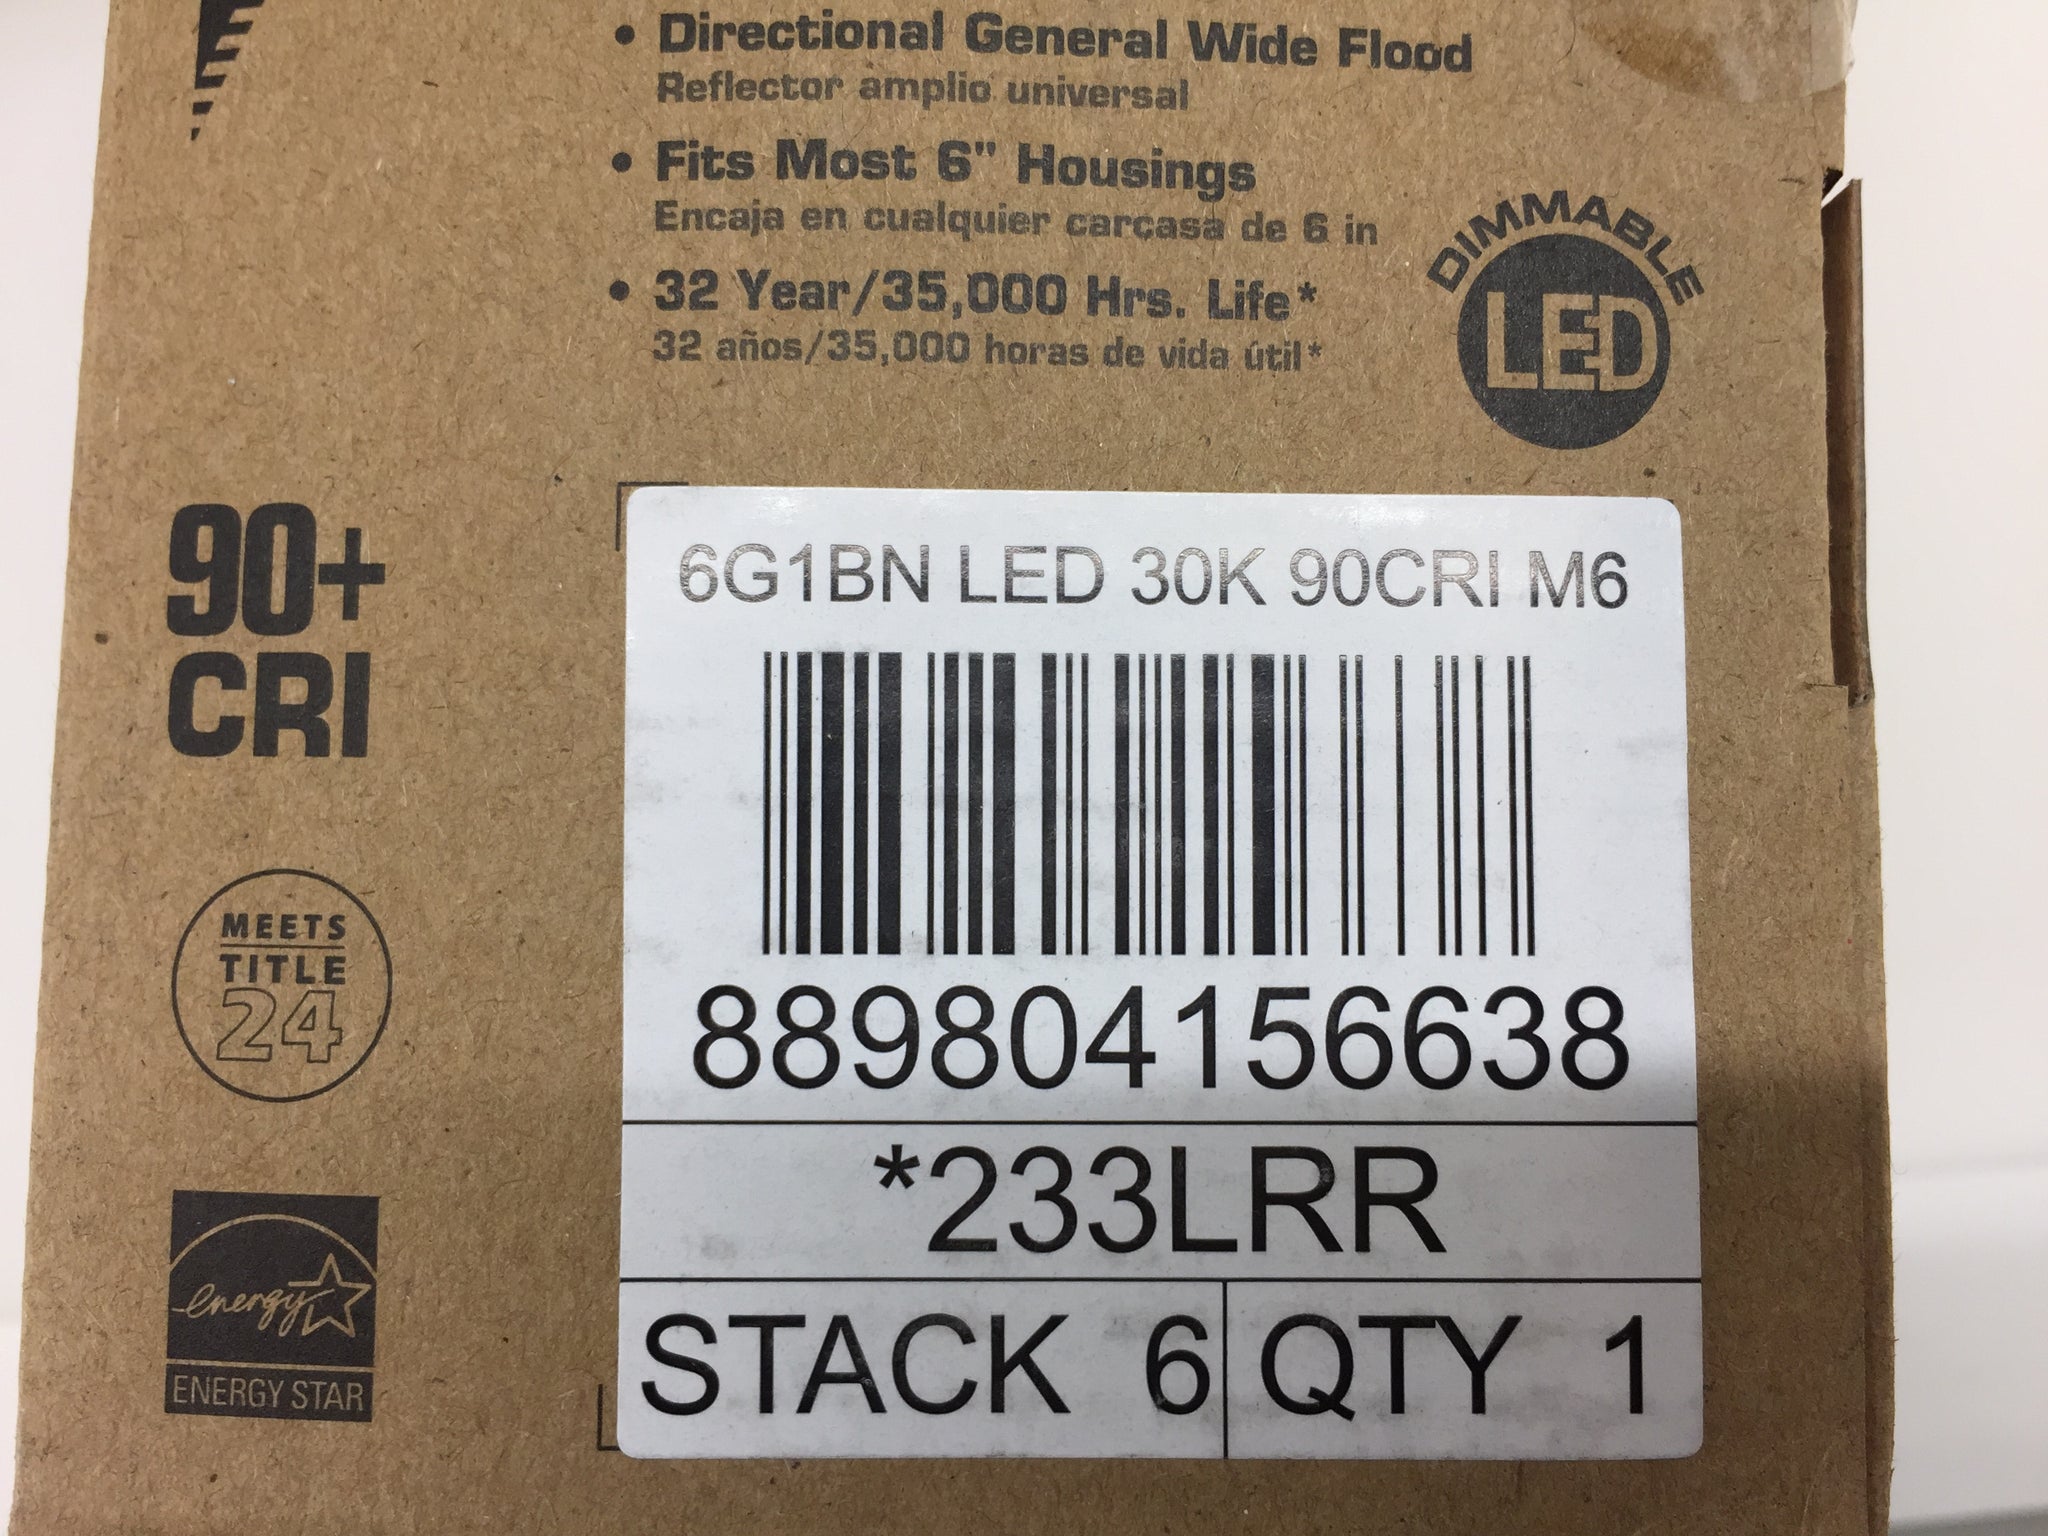 • Directional General Wide Flood
Reflector amplio universal
• Fits Most 6" Housings
Encaja en cualquier carcasa de 6 in
• 32 Year/35,000 Hrs. Life*
32 años/35,000 horas de vida útil*
DIMMABLE
LED
90+
CRI
MEETS
TITLE
24
energy
ENERGY STAR
6G1BN LED 30K 90CRI M6
889804156638
*233LRR
STACK 6 QTY 1